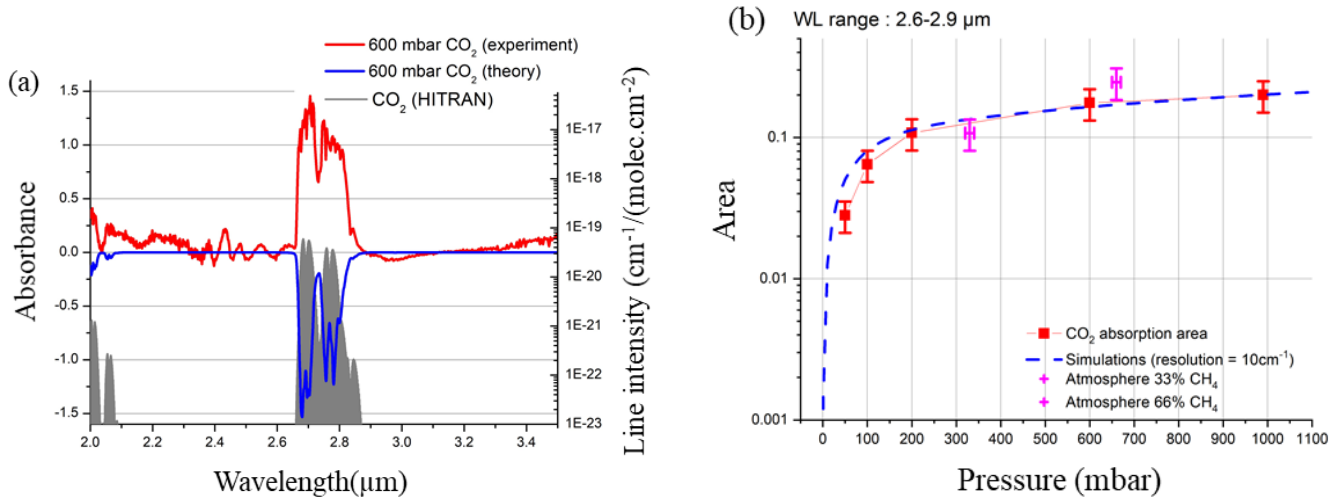 (a)
600 mbar CO₂ (experiment)
600 mbar CO₂ (theory)
CO₂ (HITRAN)
Absorbance
1.5
1.0
0.5
0.0
-0.5
-1.0
-1.5
1E-17
1E-18
1E-19
1E-20
1E-21
1E-22
1E-23
Line intensity (cm⁻¹/(molec.cm⁻²)
2.0 2.2 2.4 2.6 2.8 3.0 3.2 3.4
Wavelength(µm)
(b)
WL range : 2.6-2.9 µm
Area
0.1
0.01
0.001
CO₂ absorption area
Simulations (resolution = 10cm⁻¹)
Atmosphere 33% CH₄
Atmosphere 66% CH₄
0 100 200 300 400 500 600 700 800 900 1000 1100
Pressure (mbar)